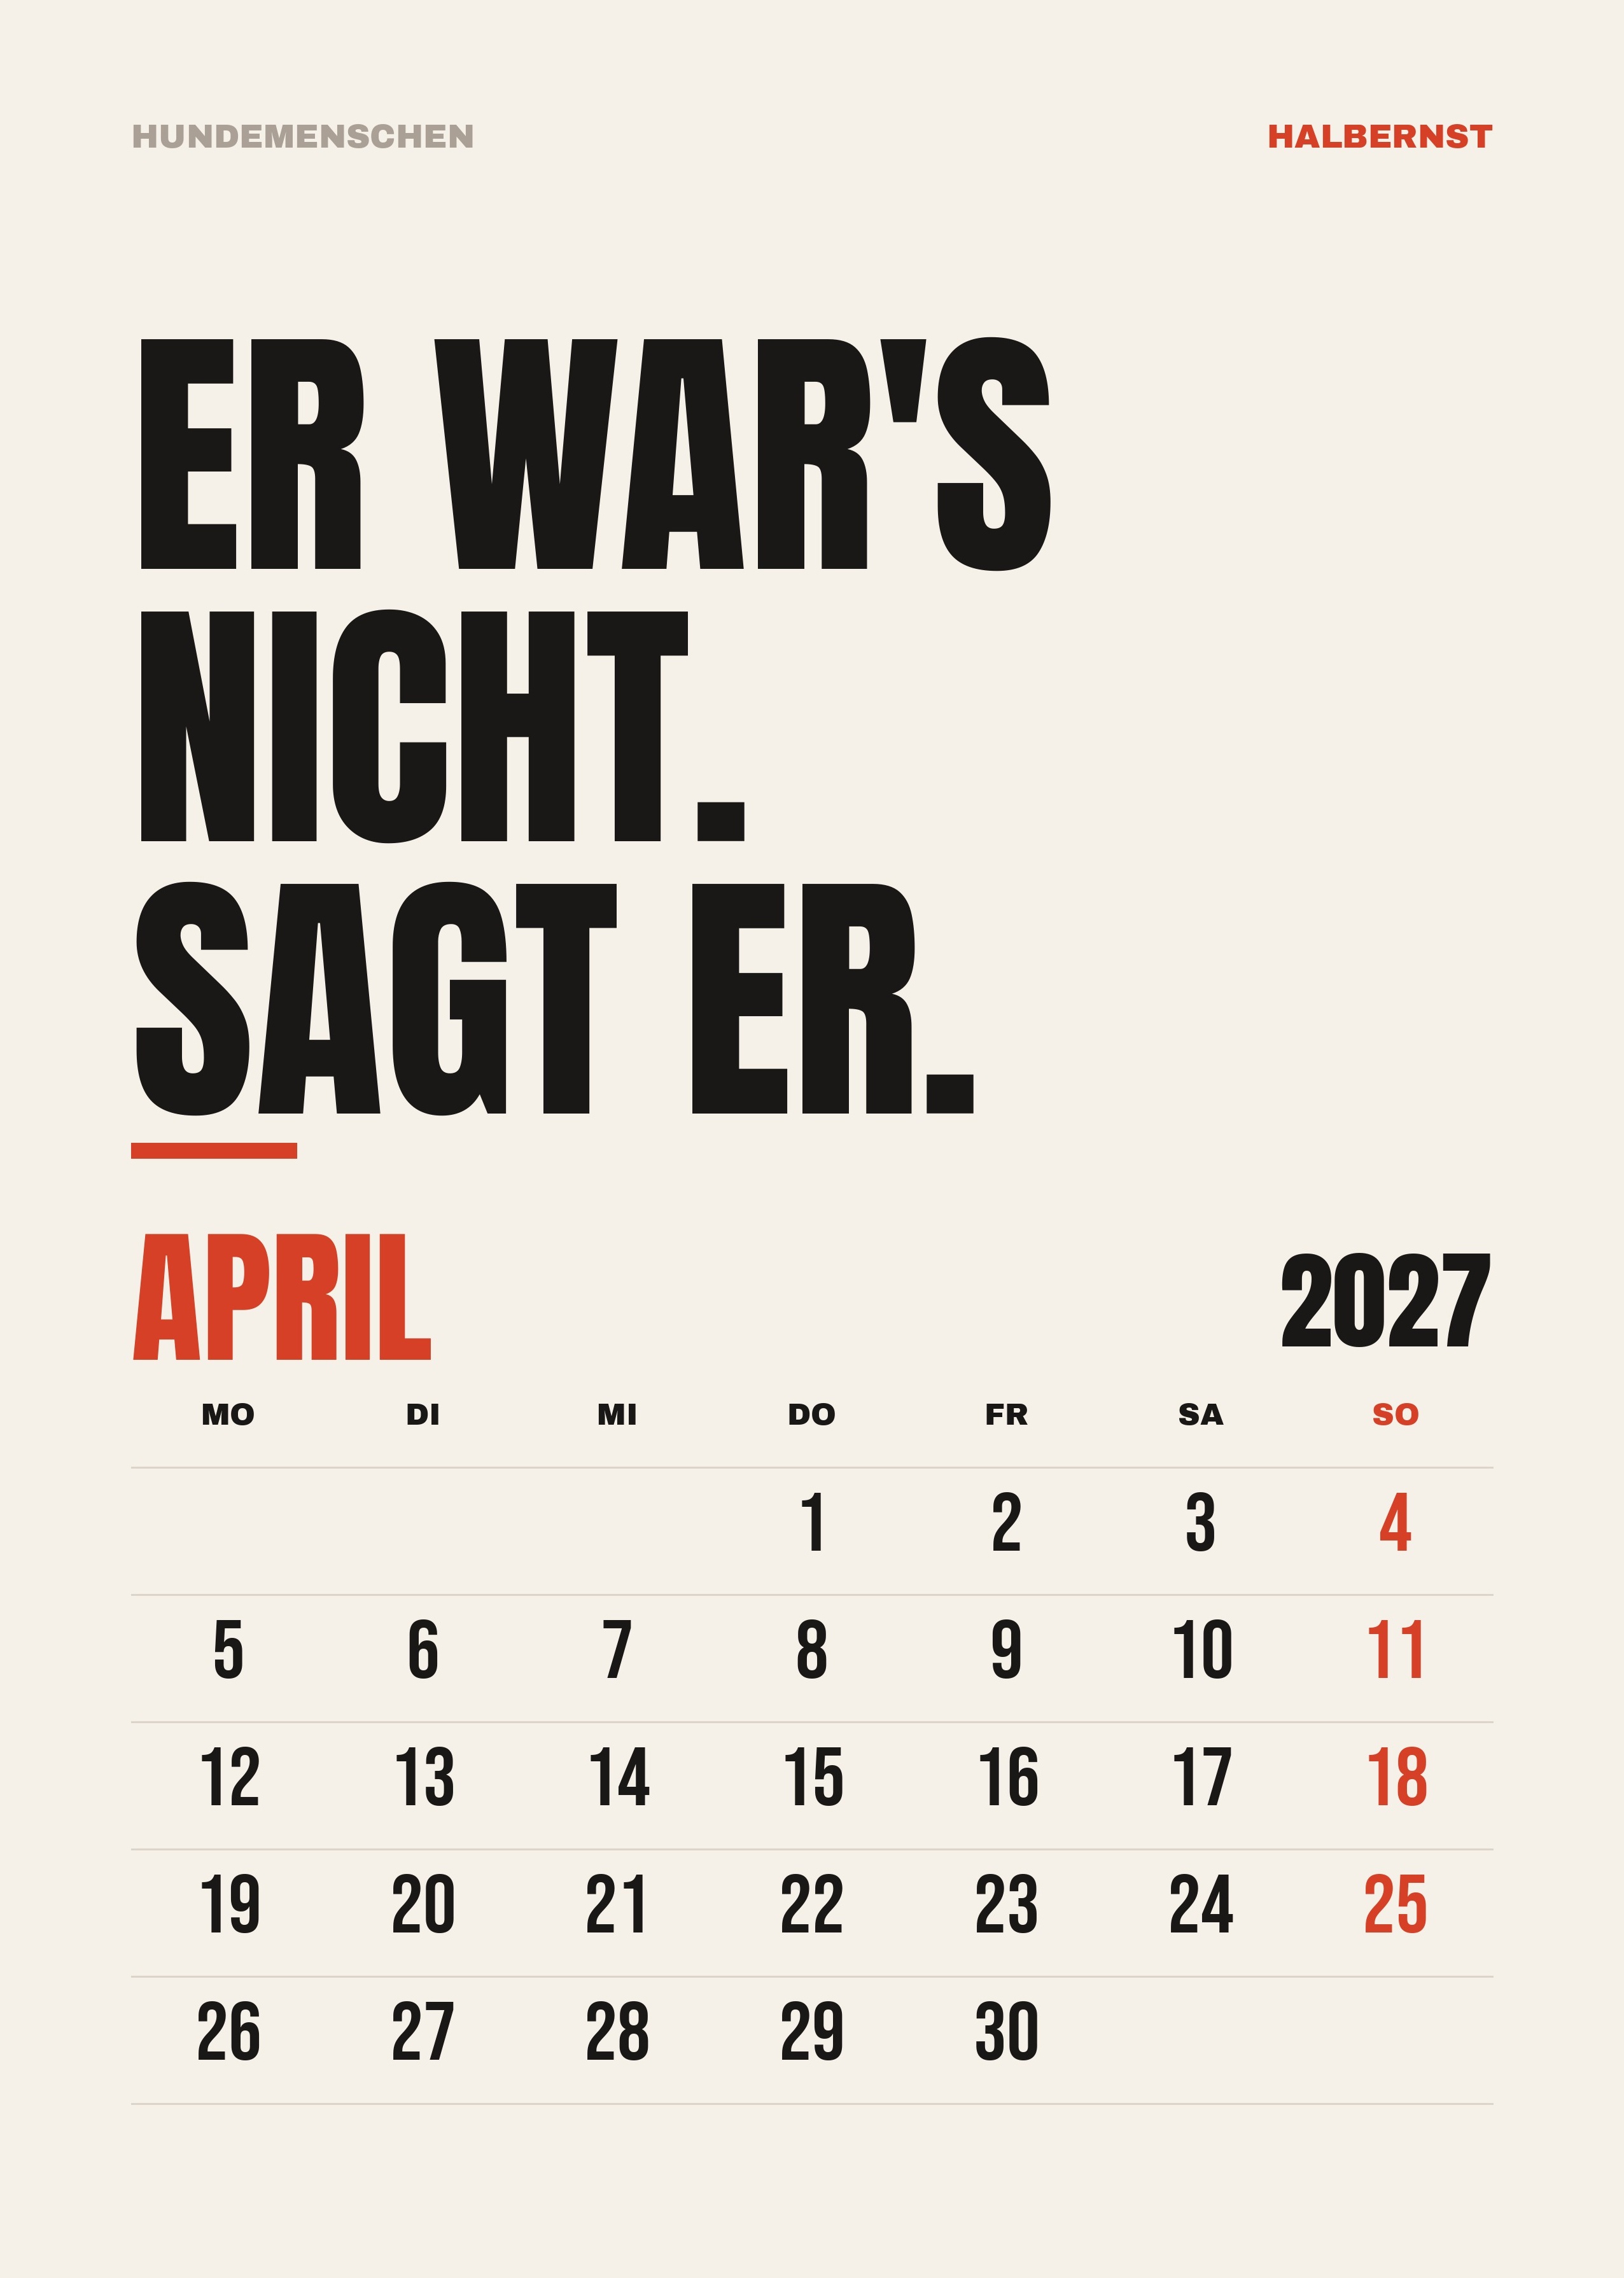 HUNDEMENSCHEN HALBERNST
ER WAR'S
NICHT.
SAGT ER.
APRIL 2027
MO DI MI DO FR SA SO
1 2 3 4
5 6 7 8 9 10 11
12 13 14 15 16 17 18
19 20 21 22 23 24 25
26 27 28 29 30